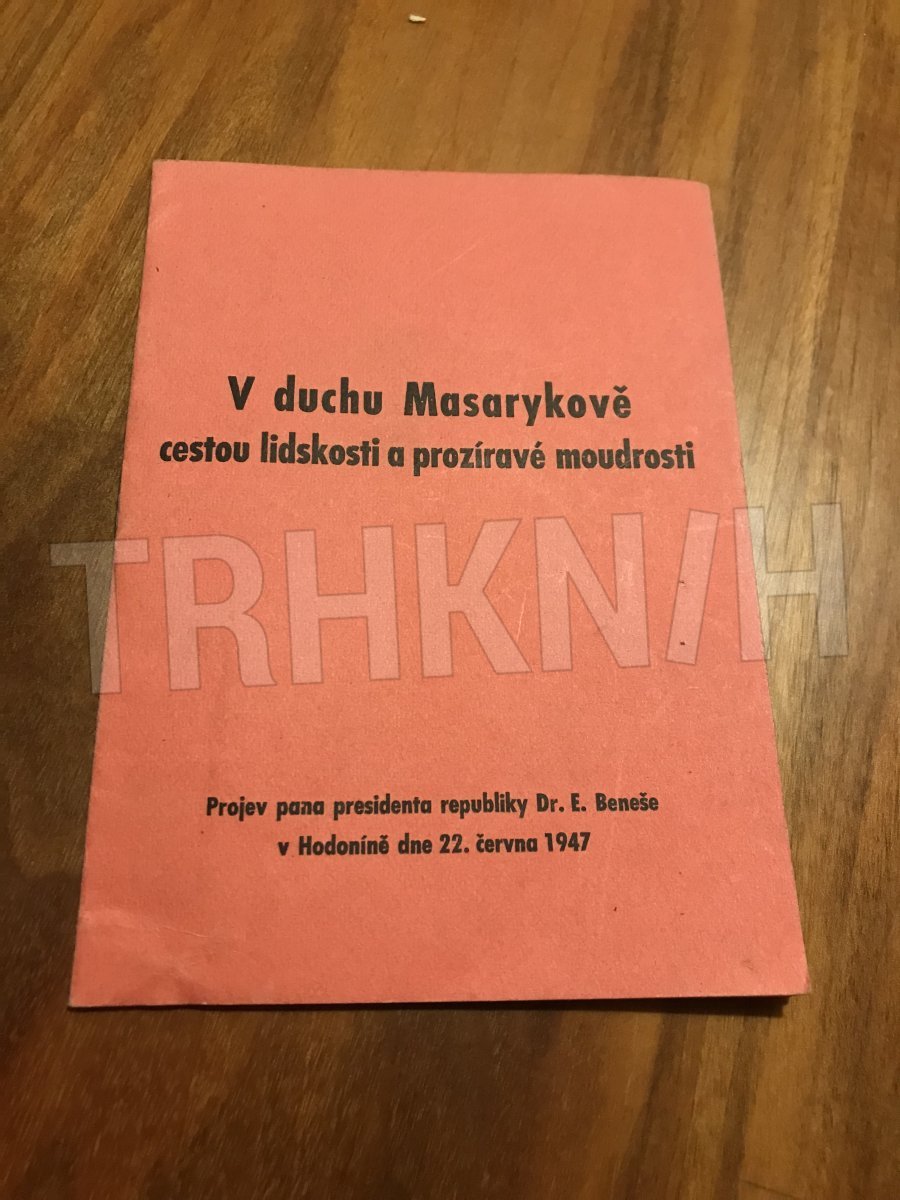 V duchu Masarykově
cestou lidskosti a prozíravé moudrosti
TRHKNIH
Projev pana presidenta republiky Dr. E. Beneše
v Hodoníně dne 22. června 1947